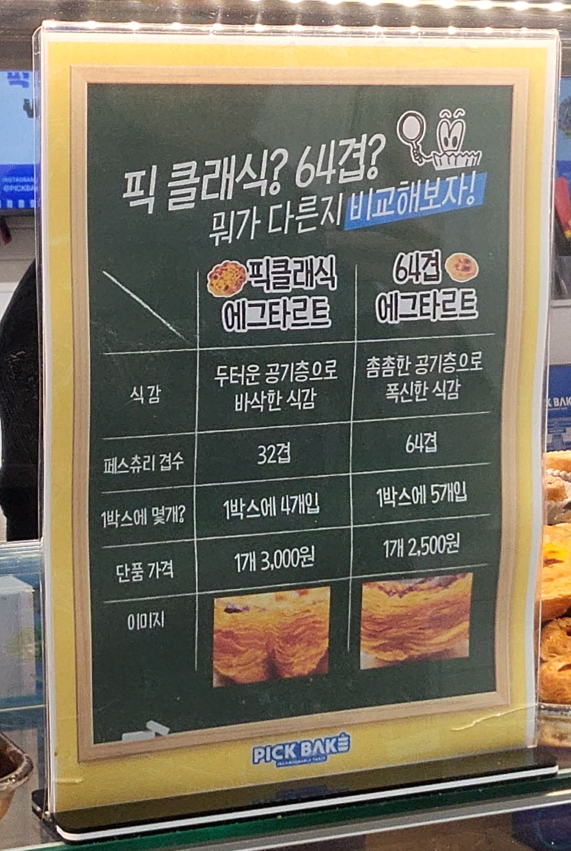 픽 클래식? 64겹?
뭐가 다른지 비교해보자!
픽클래식 에그타르트
64겹 에그타르트
식감
두터운 공기층으로 바삭한 식감
촘촘한 공기층으로 폭신한 식감
페스츄리 겹수
32겹
64겹
1박스에 몇개?
1박스에 4개입
1박스에 5개입
단품 가격
1개 3,000원
1개 2,500원
이미지
PICK BAKE